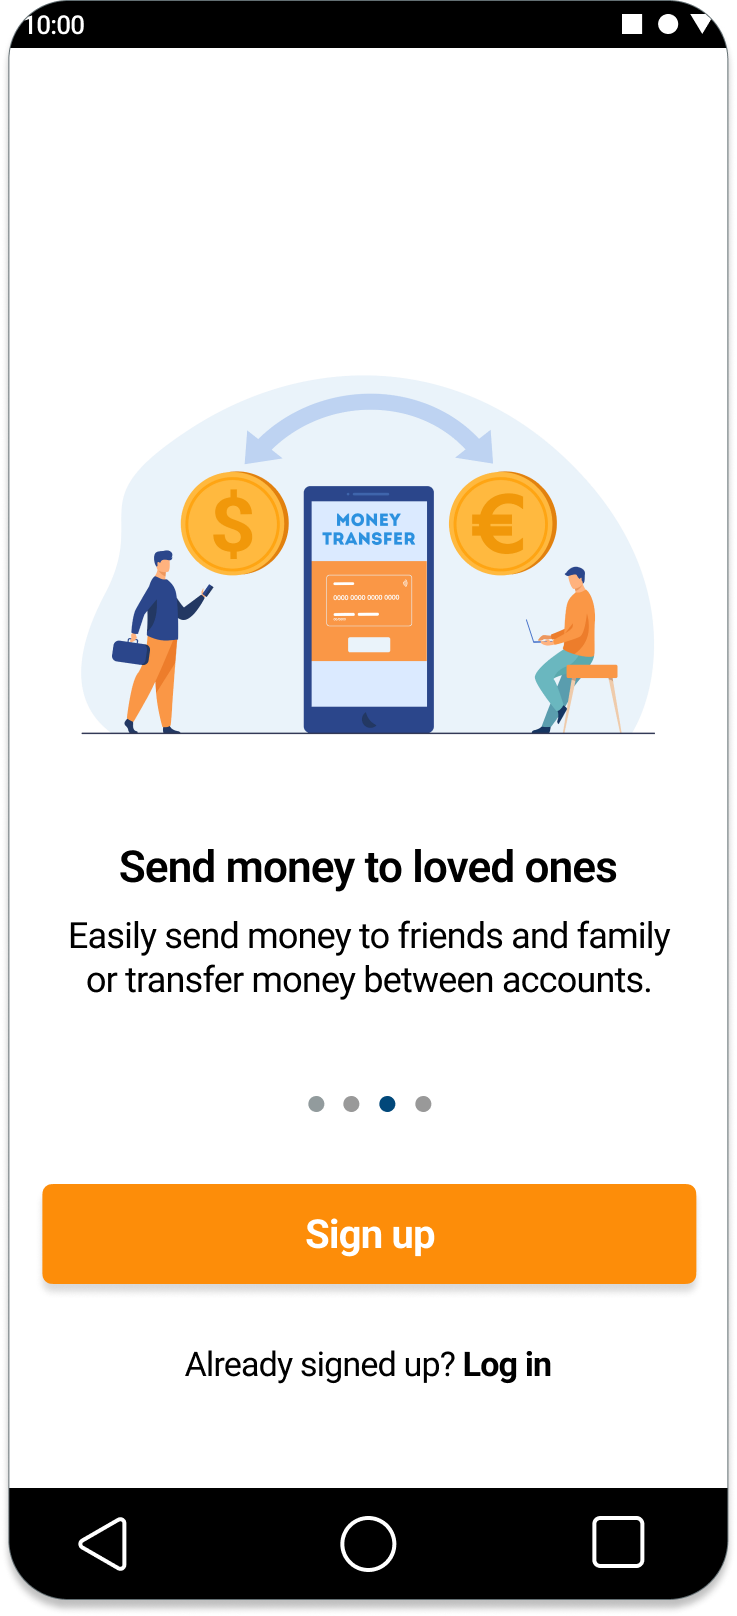 10:00
$
€
MONEY
TRANSFER
0000 0000 0000 0000
Send money to loved ones
Easily send money to friends and family
or transfer money between accounts.
Sign up
Already signed up? Log in